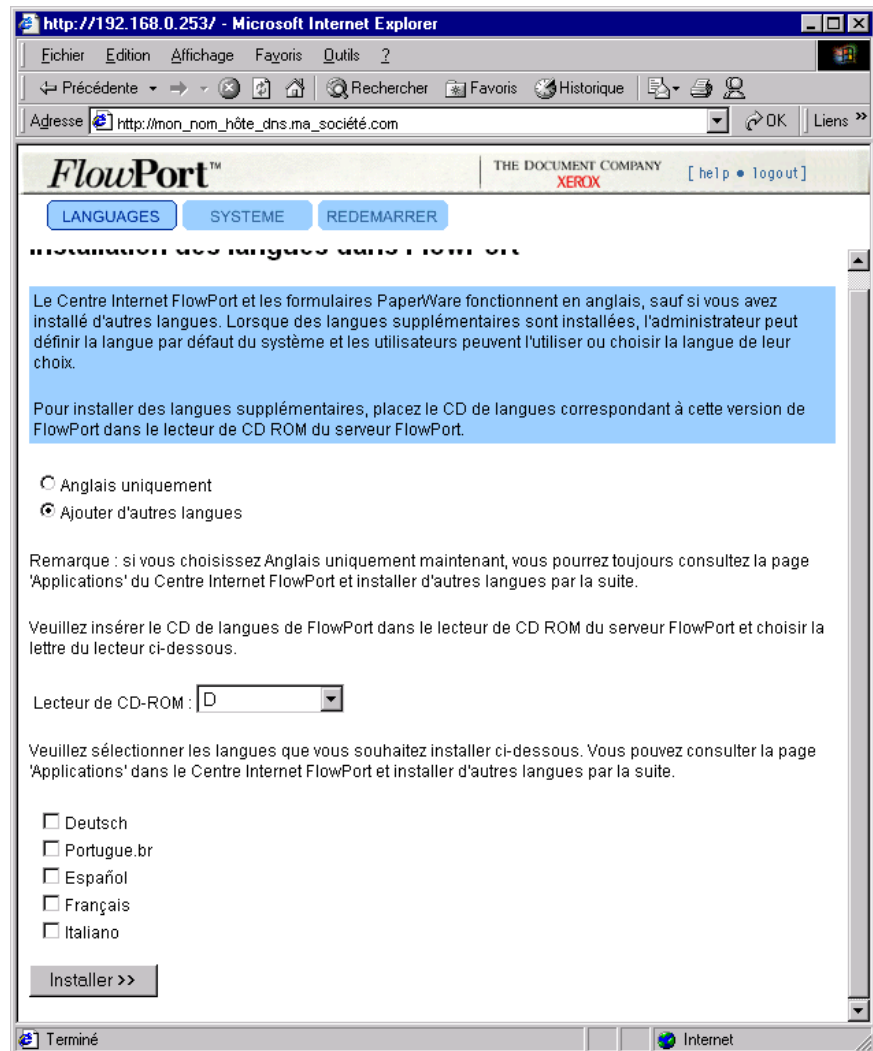 http://192.168.0.253/ - Microsoft Internet Explorer
Fichier Edition Affichage Favoris Outils ?
Précédente Rechercher Favoris Historique
Adresse http://mon_nom_hôte_dns.ma_société.com OK Liens »
FlowPort™ THE DOCUMENT COMPANY XEROX [help • logout]
LANGUAGES SYSTEME REDEMARRER
Installation des langues dans FlowPort
Le Centre Internet FlowPort et les formulaires PaperWare fonctionnent en anglais, sauf si vous avez
installé d'autres langues. Lorsque des langues supplémentaires sont installées, l'administrateur peut
définir la langue par défaut du système et les utilisateurs peuvent l'utiliser ou choisir la langue de leur
choix.
Pour installer des langues supplémentaires, placez le CD de langues correspondant à cette version de
FlowPort dans le lecteur de CD ROM du serveur FlowPort.
Anglais uniquement
Ajouter d'autres langues
Remarque : si vous choisissez Anglais uniquement maintenant, vous pourrez toujours consultez la page
'Applications' du Centre Internet FlowPort et installer d'autres langues par la suite.
Veuillez insérer le CD de langues de FlowPort dans le lecteur de CD ROM du serveur FlowPort et choisir la
lettre du lecteur ci-dessous.
Lecteur de CD-ROM : D
Veuillez sélectionner les langues que vous souhaitez installer ci-dessous. Vous pouvez consulter la page
'Applications' dans le Centre Internet FlowPort et installer d'autres langues par la suite.
Deutsch
Portugue.br
Español
Français
Italiano
Installer >>
Terminé Internet